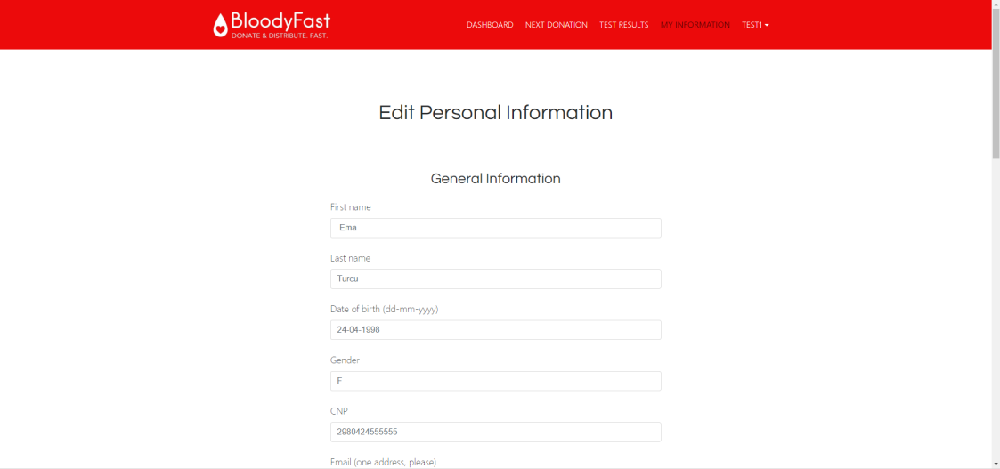 BloodyFast
DONATE & DISTRIBUTE. FAST.
DASHBOARD NEXT DONATION TEST RESULTS MY INFORMATION TEST1
Edit Personal Information
General Information
First name
Ema
Last name
Turcu
Date of birth (dd-mm-yyyy)
24-04-1998
Gender
F
CNP
2980424555555
Email (one address, please)